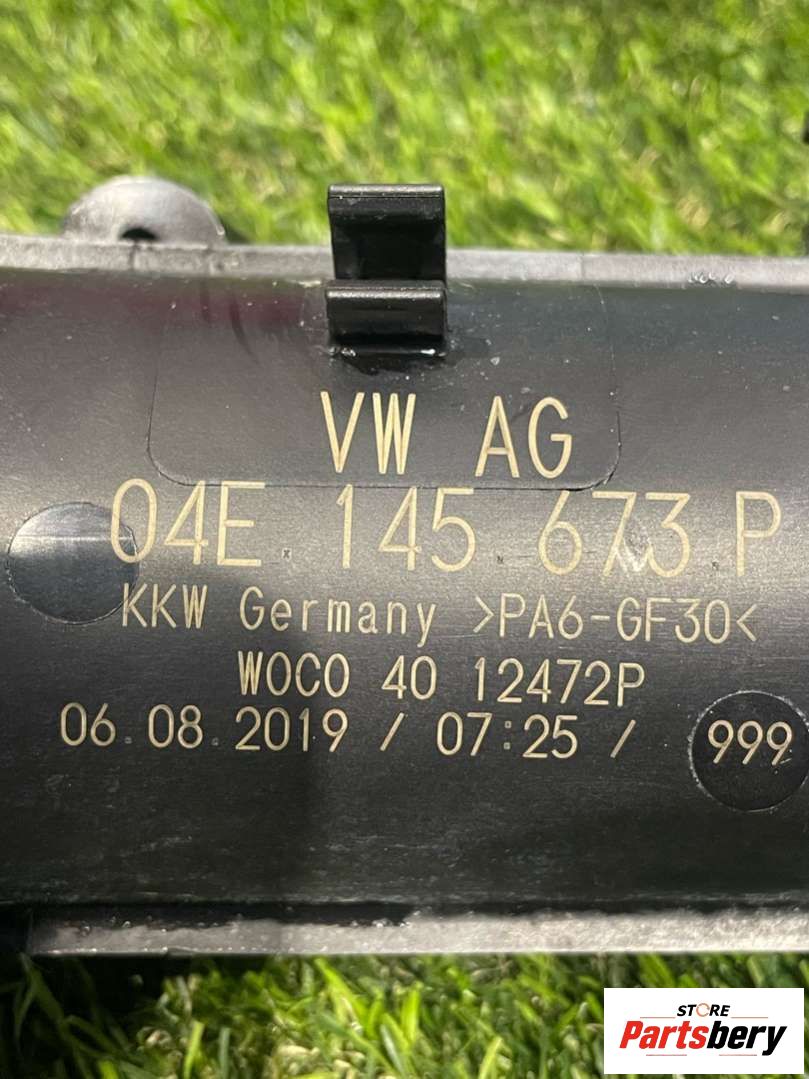 VW AG
04E.145.673.P
KKW Germany >PA6-GF30<
WOCO 40 12472P
06.08.2019 / 07:25 / 999
STORE
Partsbery